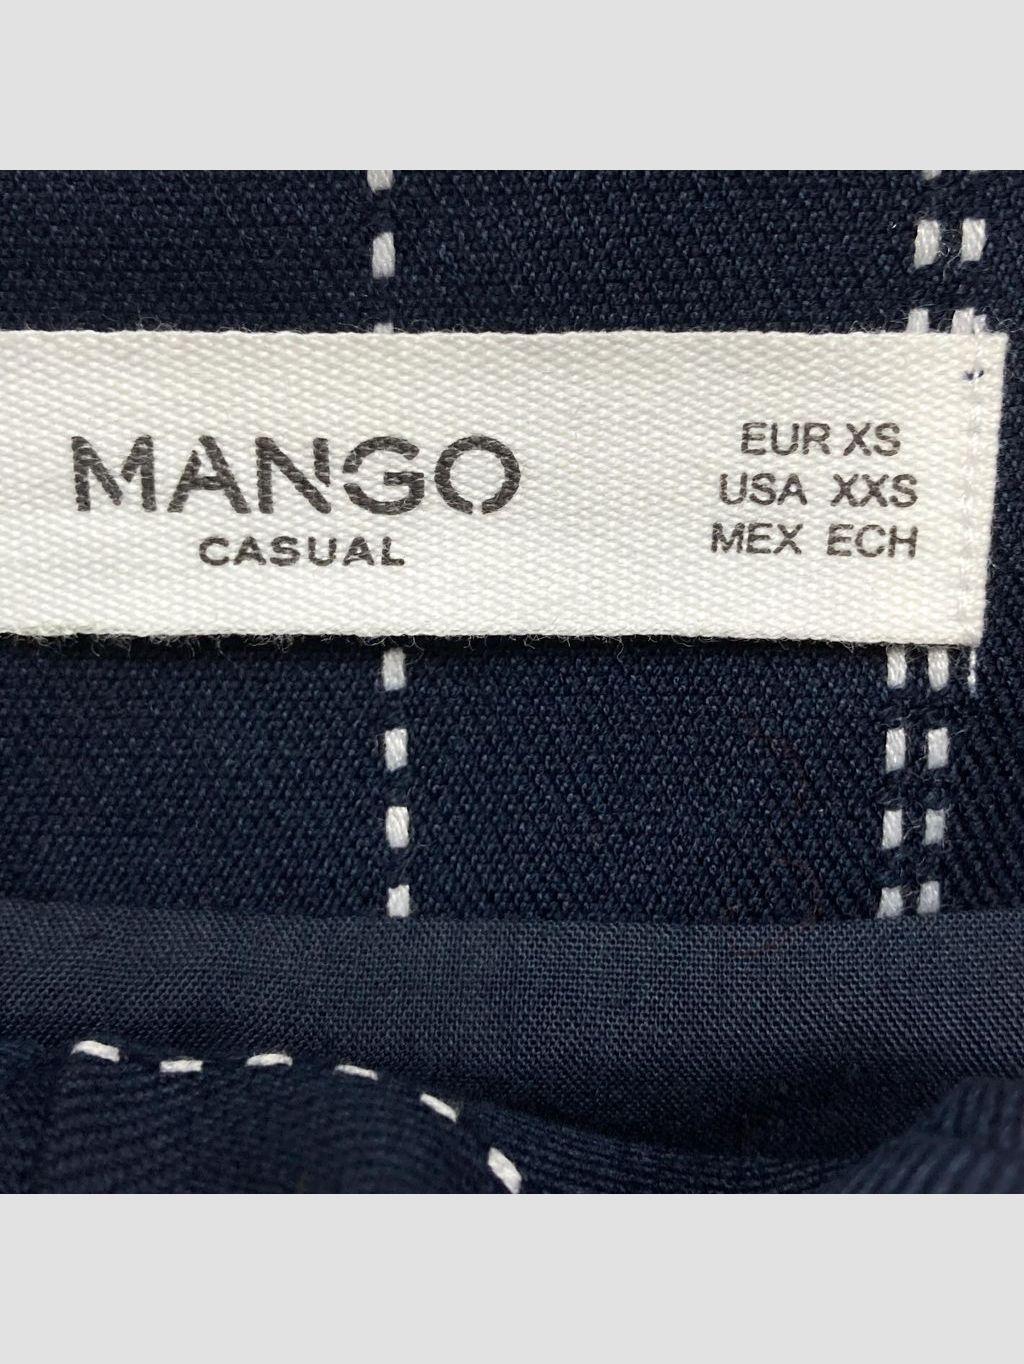 MANGO
CASUAL
EUR XS
USA XXS
MEX ECH